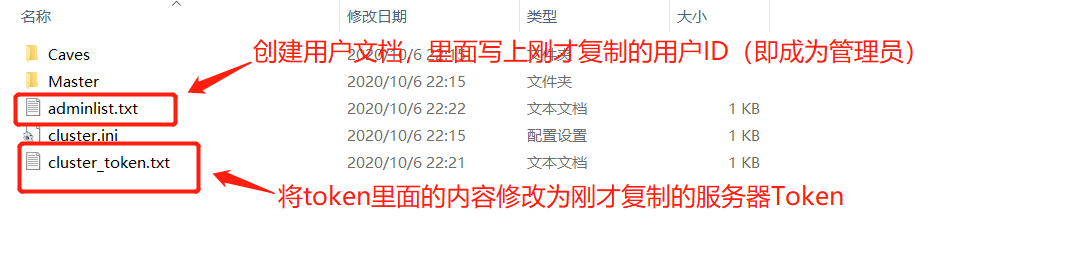 名称 修改日期 类型 大小
Caves 2020/10/6 22:15 文件夹
创建用户文档，里面写上刚才复制的用户ID（即成为管理员）
Master 2020/10/6 22:15 文件夹
adminlist.txt 2020/10/6 22:22 文本文档 1 KB
cluster.ini 2020/10/6 22:15 配置设置 1 KB
cluster_token.txt 2020/10/6 22:21 文本文档 1 KB
将token里面的内容修改为刚才复制的服务器Token